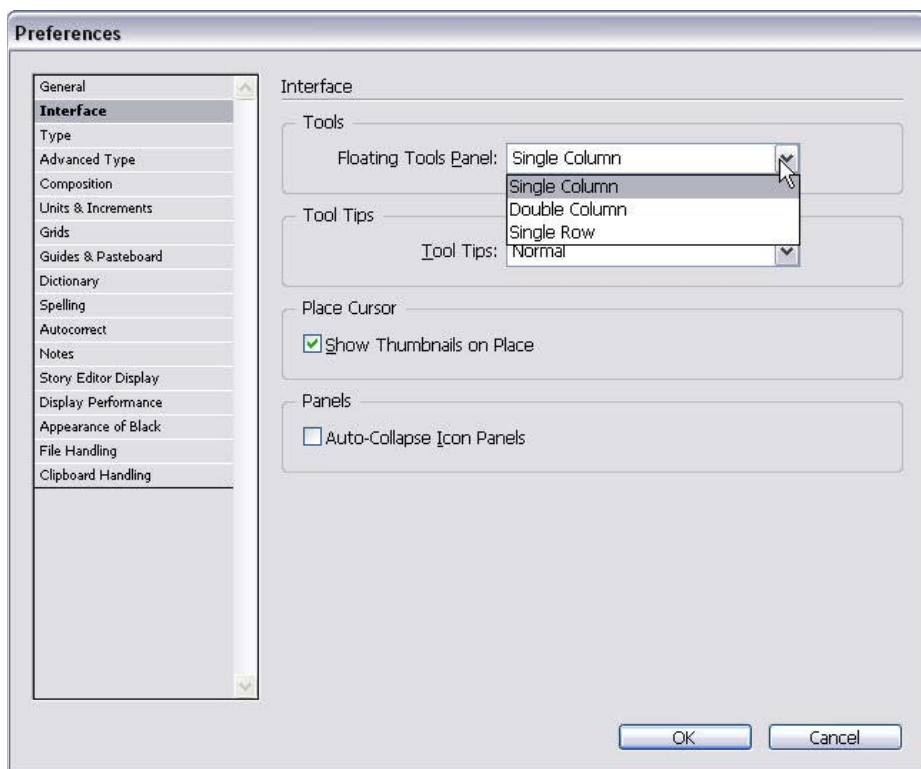 Preferences
General
Interface
Type
Advanced Type
Composition
Units & Increments
Grids
Guides & Pasteboard
Dictionary
Spelling
Autocorrect
Notes
Story Editor Display
Display Performance
Appearance of Black
File Handling
Clipboard Handling
Interface
Tools
Floating Tools Panel: Single Column
Single Column
Double Column
Single Row
Tool Tips
Tool Tips: Normal
Place Cursor
Show Thumbnails on Place
Panels
Auto-Collapse Icon Panels
OK Cancel